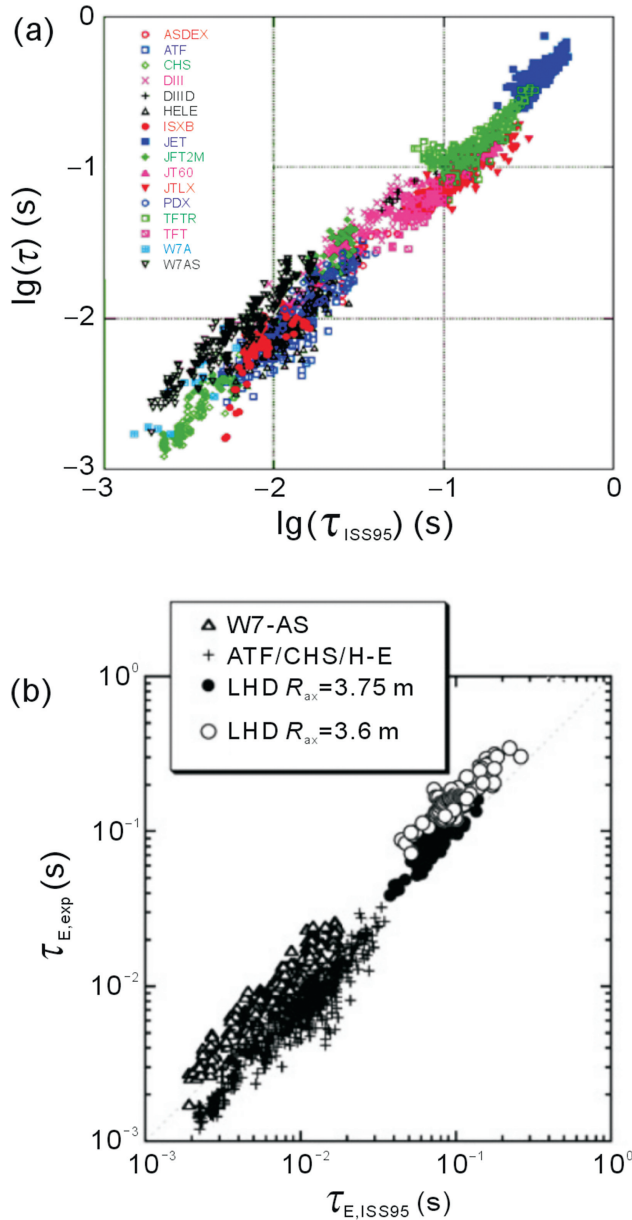 (a)
0
ASDEX
ATF
CHS
DIII
DIIID
HELE
ISXB
JET
JFT2M
JT60
JTLX
PDX
TFTR
TFT
W7A
W7AS
−1
lg(τ) (s)
−2
−3
−3 −2 −1 0
lg(τISS95) (s)
W7-AS
ATF/CHS/H-E
LHD Rax=3.75 m
LHD Rax=3.6 m
(b)
10^0
10^-1
τE,exp (s)
10^-2
10^-3
10^-3 10^-2 10^-1 10^0
τE,ISS95 (s)